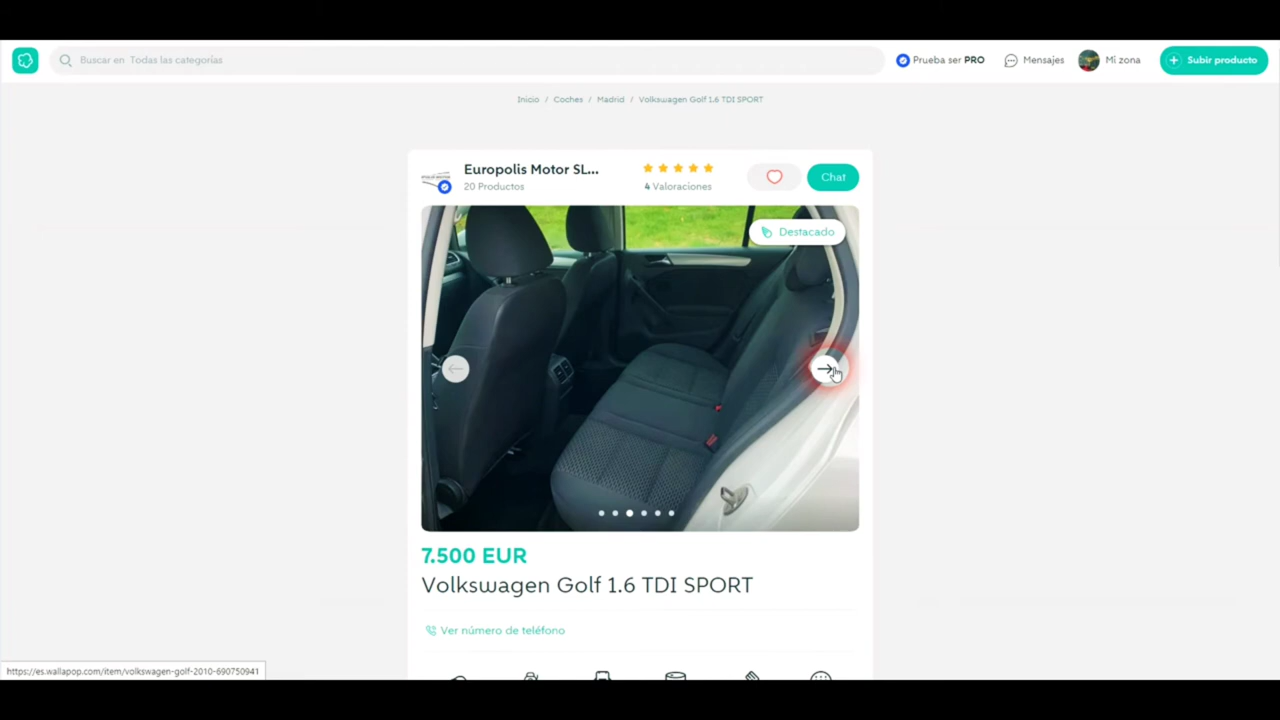 Buscar en Todas las categorías
Prueba ser PRO
Mensajes
Mi zona
Subir producto
Inicio / Coches / Madrid / Volkswagen Golf 1.6 TDI SPORT
Europolis Motor SL...
20 Productos
4 Valoraciones
Chat
Destacado
7.500 EUR
Volkswagen Golf 1.6 TDI SPORT
Ver número de teléfono
https://es.wallapop.com/item/volkswagen-golf-2010-690750941